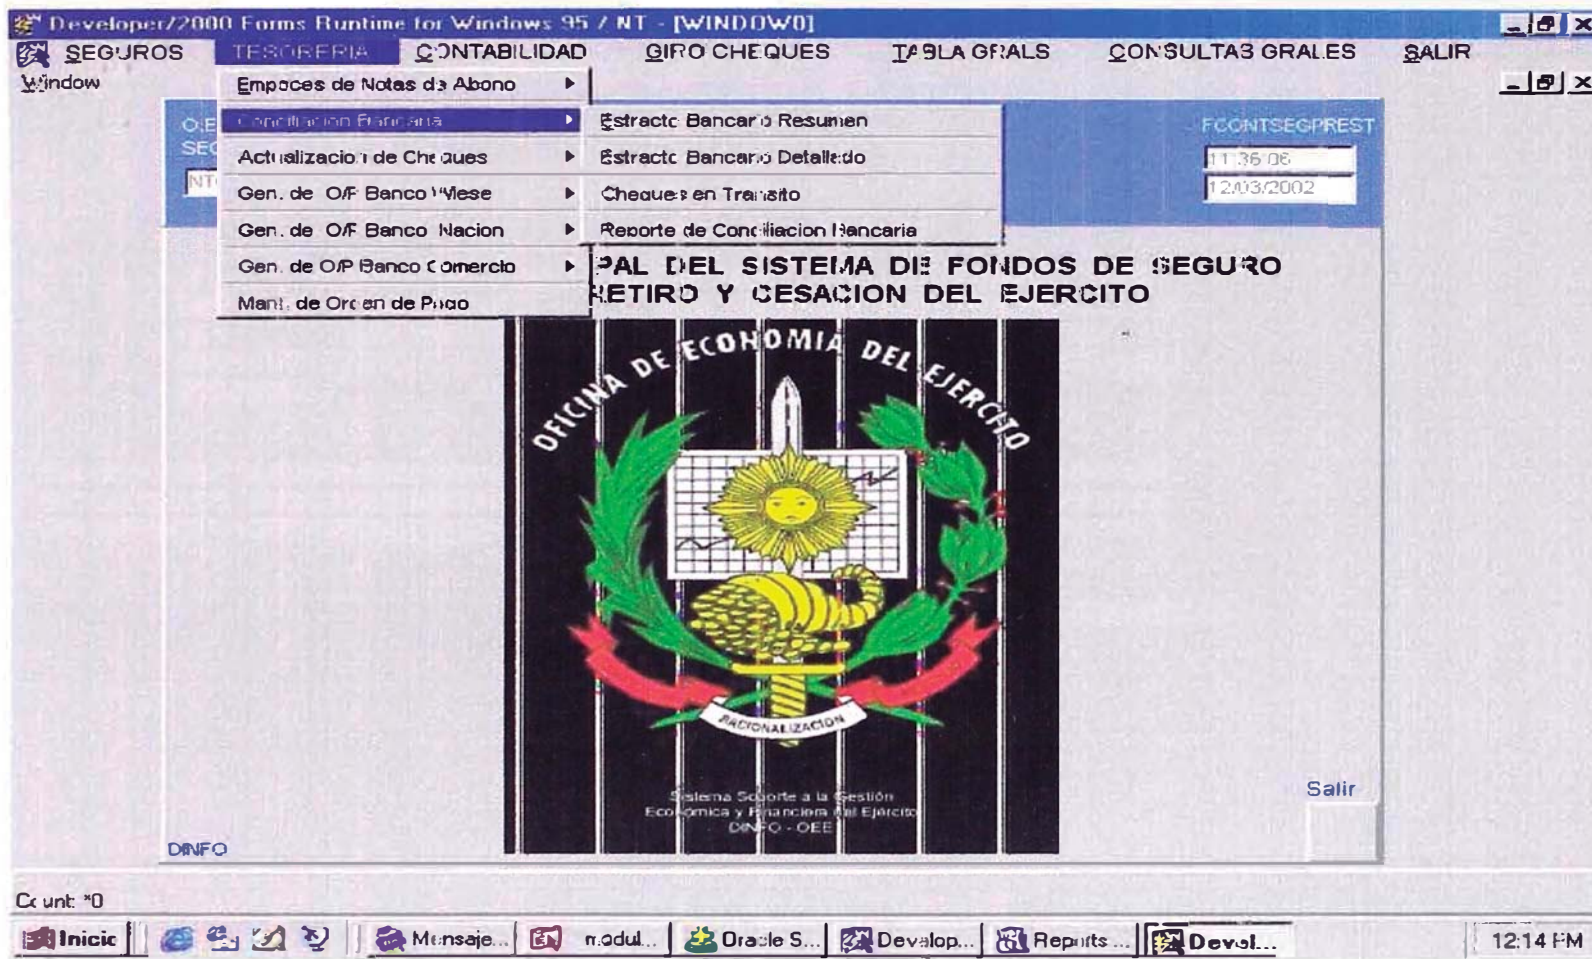 Developer/2000 Forms Runtime for Windows 95 / NT - [WINDOW0]
SEGUROS TESORERIA CONTABILIDAD GIRO CHEQUES TABLA GRALS CONSULTAS GRALES SALIR
Window
Empoces de Notas de Abono
Conciliacion Bancaria
Actualizacion de Cheques
Gen. de O/P Banco Wiese
Gen. de O/P Banco Nacion
Gen. de O/P Banco Comercio
Mant. de Orden de Pago
Estracto Bancario Resumen
Estracto Bancario Detallado
Cheques en Transito
Reporte de Conciliacion Bancaria
FCONTSEGPREST
11:36:06
12/03/2002
PAL DEL SISTEMA DE FONDOS DE SEGURO
RETIRO Y CESACION DEL EJERCITO
OFICINA DE ECONOMIA DEL EJERCITO
RACIONALIZACION
Sistema Soporte a la Gestión
Económica y Financiera del Ejército
DINFO - OEE
Salir
DINFO
Count: *0
Inicio Mensaje... modul... Oracle S... Develop... Reports ... Devel... 12:14 PM